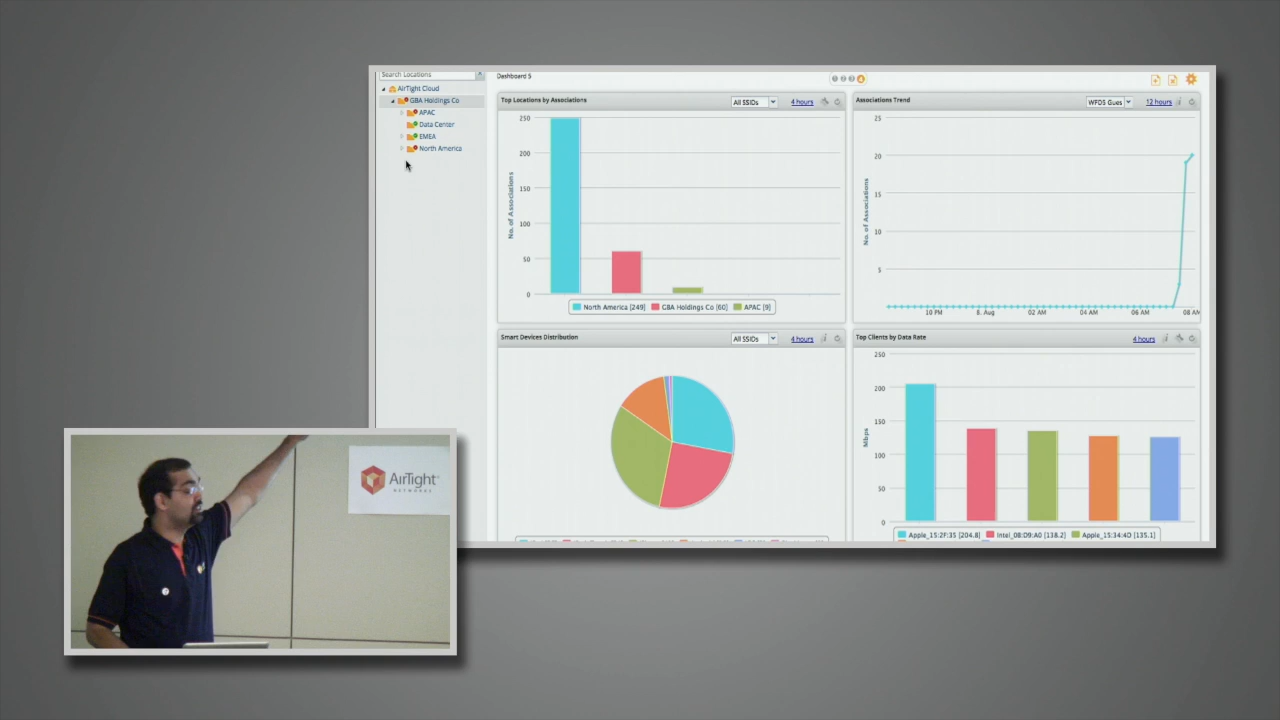 Search Locations
AirTight Cloud
GBA Holdings Co
APAC
Data Center
EMEA
North America
Dashboard 5
Top Locations by Associations
All SSIDs
4 hours
No. of Associations
250
200
150
100
50
0
North America [249]
GBA Holdings Co [60]
APAC [9]
Associations Trend
WFDS Gues
12 hours
No. of Associations
25
20
15
10
5
10 PM
8. Aug
02 AM
04 AM
06 AM
08 AM
Smart Devices Distribution
All SSIDs
4 hours
Top Clients by Data Rate
4 hours
Mbps
250
200
150
100
50
0
Apple_15:2F:35 [204.8]
Intel_08:D9:A0 [138.2]
Apple_15:34:4D [135.1]
AirTight
NETWORKS